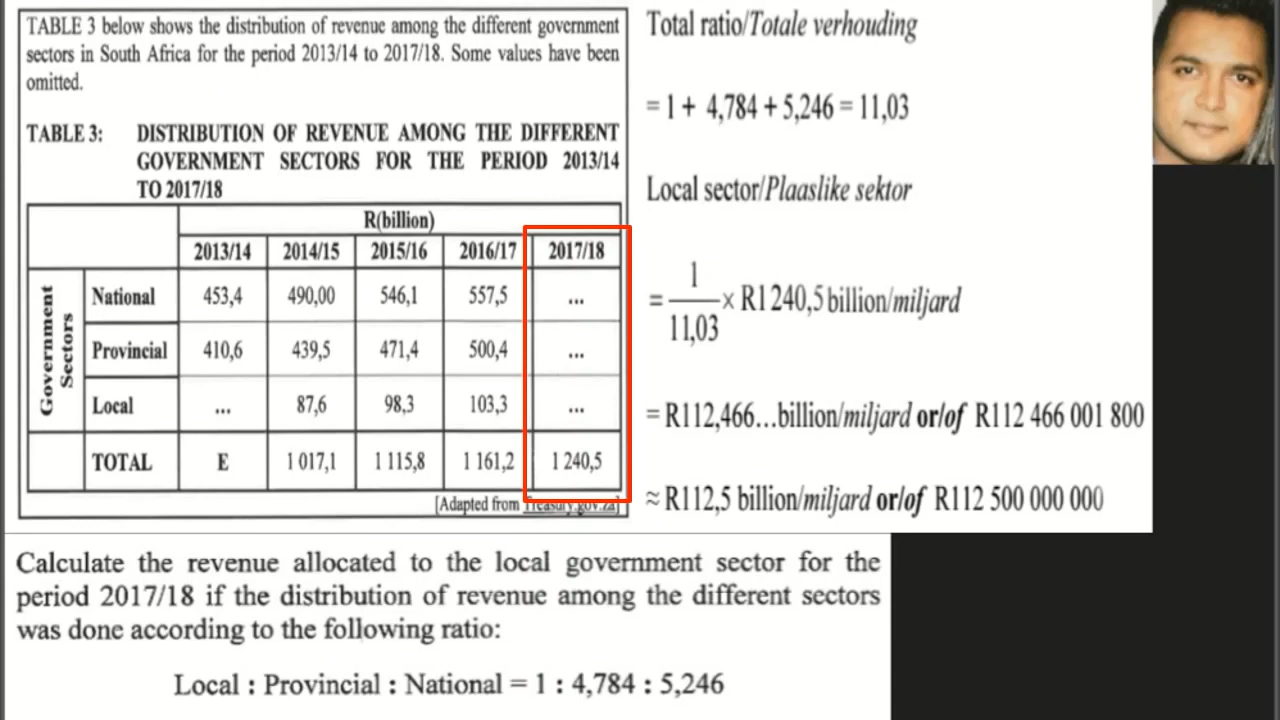 TABLE 3 below shows the distribution of revenue among the different government
sectors in South Africa for the period 2013/14 to 2017/18. Some values have been
omitted.
TABLE 3: DISTRIBUTION OF REVENUE AMONG THE DIFFERENT
GOVERNMENT SECTORS FOR THE PERIOD 2013/14
TO 2017/18
R(billion)
2013/14 2014/15 2015/16 2016/17 2017/18
Government Sectors
National 453,4 490,00 546,1 557,5 ...
Provincial 410,6 439,5 471,4 500,4 ...
Local ... 87,6 98,3 103,3 ...
TOTAL E 1 017,1 1 115,8 1 161,2 1 240,5
[Adapted from Treasury.gov.za]
Total ratio/Totale verhouding
= 1 + 4,784 + 5,246 = 11,03
Local sector/Plaaslike sektor
= 1/11,03 × R1 240,5 billion/miljard
= R112,466...billion/miljard or/of R112 466 001 800
≈ R112,5 billion/miljard or/of R112 500 000 000
Calculate the revenue allocated to the local government sector for the
period 2017/18 if the distribution of revenue among the different sectors
was done according to the following ratio:
Local : Provincial : National = 1 : 4,784 : 5,246